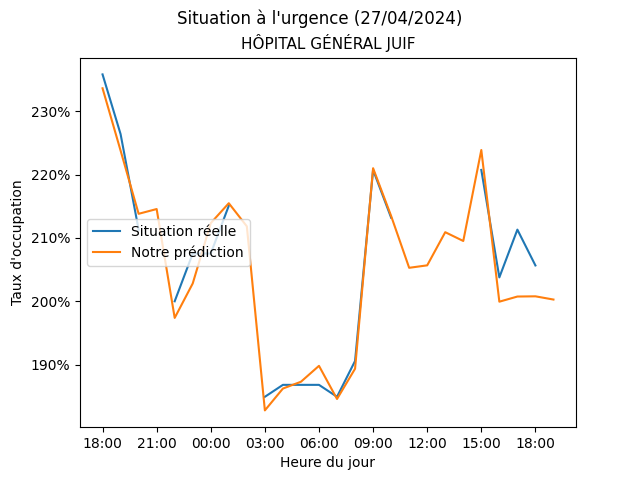 Situation à l'urgence (27/04/2024)
HÔPITAL GÉNÉRAL JUIF
Taux d'occupation
230%
220%
210%
200%
190%
Situation réelle
Notre prédiction
18:00 21:00 00:00 03:00 06:00 09:00 12:00 15:00 18:00
Heure du jour